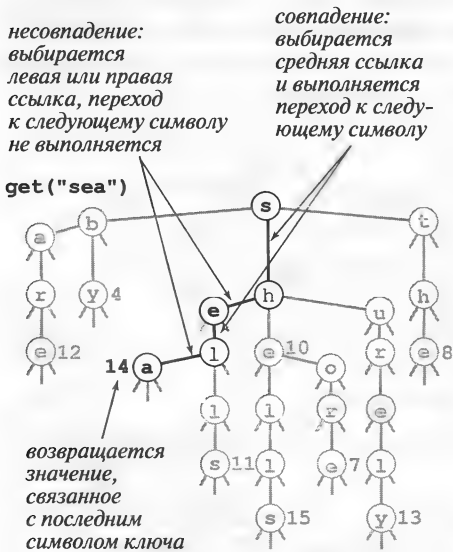 несовпадение:
выбирается
левая или правая
ссылка, переход
к следующему символу
не выполняется
совпадение:
выбирается
средняя ссылка
и выполняется
переход к следу-
ющему символу
get("sea")
s
a b t
r y 4 e h u h
e 12 14 a l e 10 o r e 8
l l r e
s 11 l e 7 l
s 15 y 13
возвращается
значение,
связанное
с последним
символом ключа